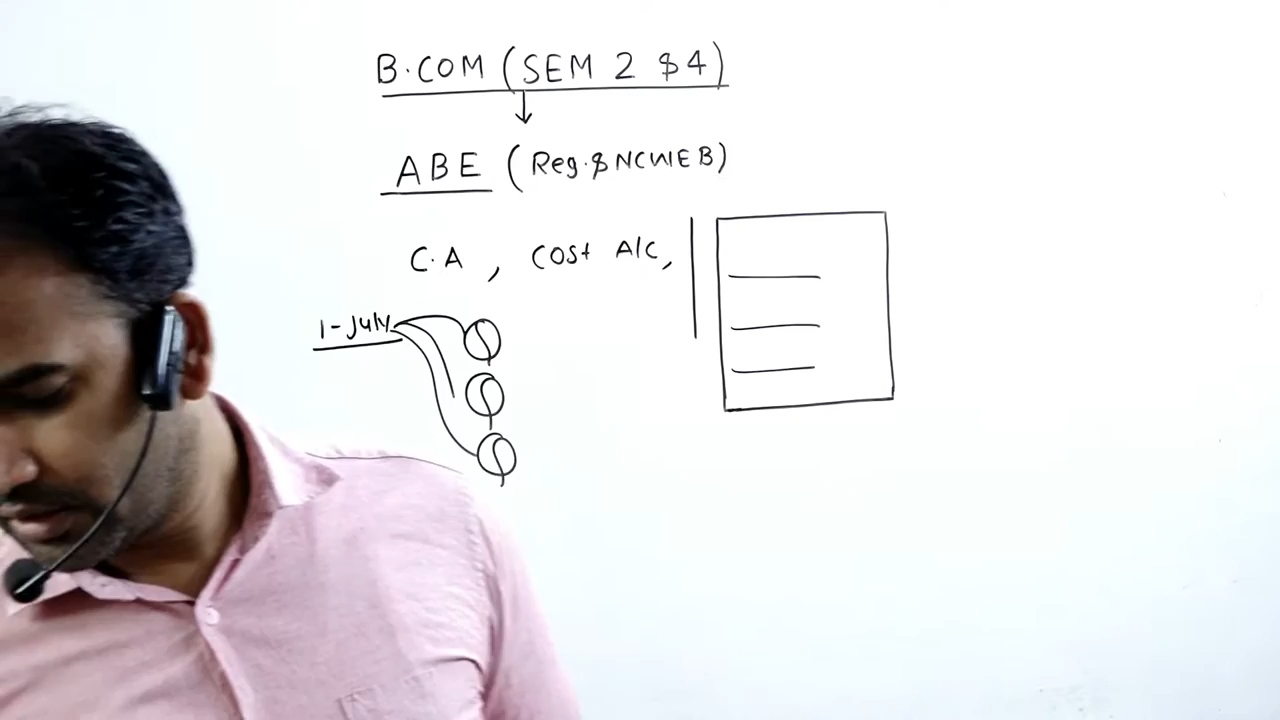 B.COM (SEM 2 $ 4)
ABE (Reg. $ NCWEB)
C.A, COST A/C,
1-July